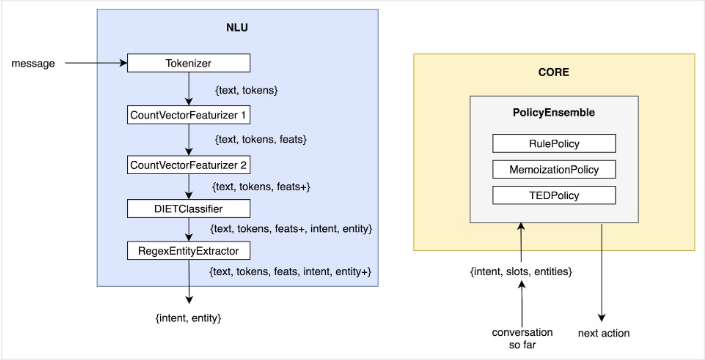 NLU
message
Tokenizer
{text, tokens}
CountVectorFeaturizer 1
{text, tokens, feats}
CountVectorFeaturizer 2
{text, tokens, feats+}
DIETClassifier
{text, tokens, feats+, intent, entity}
RegexEntityExtractor
{text, tokens, feats, intent, entity+}
{intent, entity}
CORE
PolicyEnsemble
RulePolicy
MemoizationPolicy
TEDPolicy
{intent, slots, entities}
conversation
so far
next action